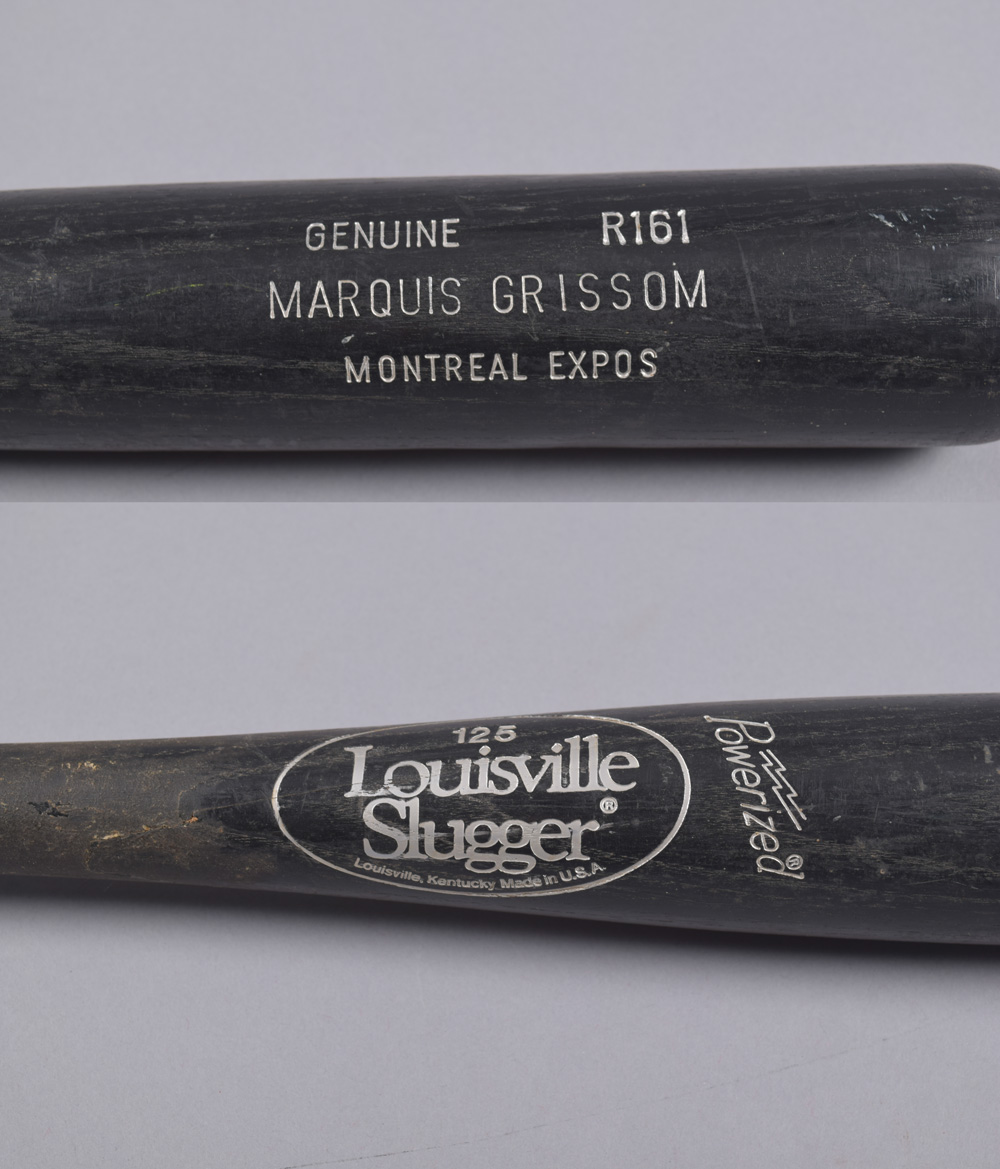 GENUINE R161
MARQUIS GRISSOM
MONTREAL EXPOS
125
Louisville
Slugger®
Louisville, Kentucky Made in U.S.A.
Powerized®